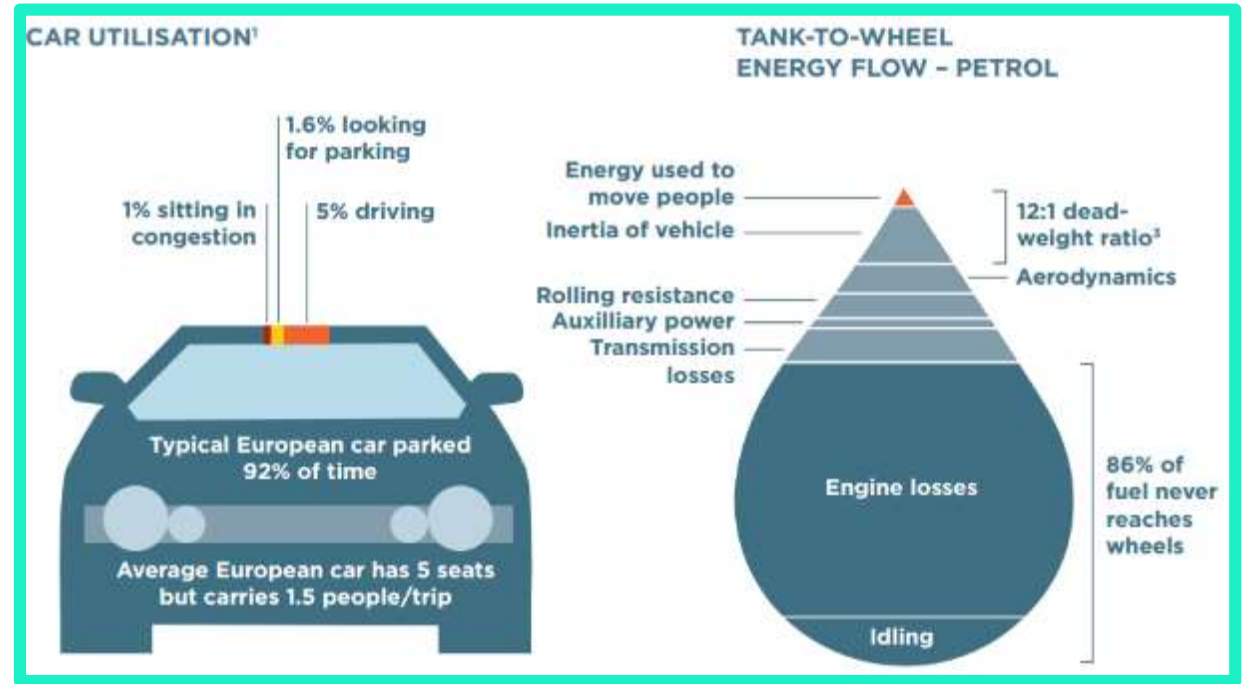 CAR UTILISATION¹
1.6% looking
for parking
1% sitting in
congestion
5% driving
Typical European car parked
92% of time
Average European car has 5 seats
but carries 1.5 people/trip
TANK-TO-WHEEL
ENERGY FLOW – PETROL
Energy used to
move people
Inertia of vehicle
12:1 dead-
weight ratio³
Aerodynamics
Rolling resistance
Auxilliary power
Transmission
losses
Engine losses
86% of
fuel never
reaches
wheels
Idling